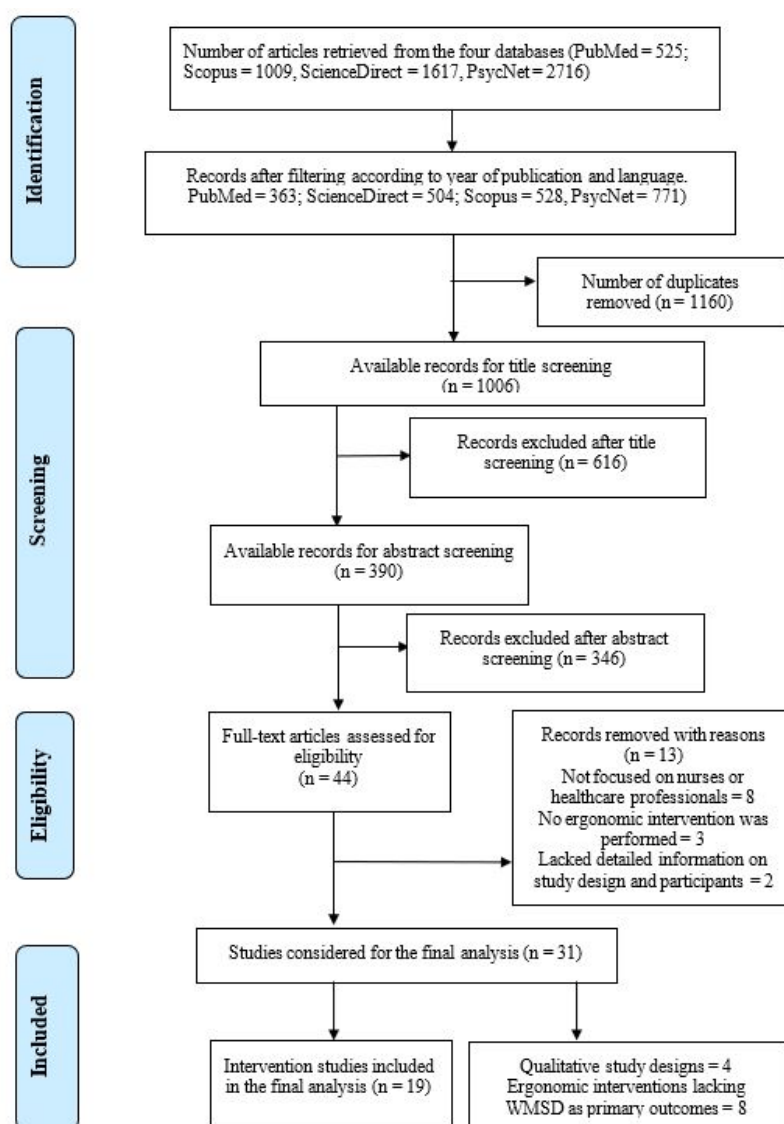 Identification
Number of articles retrieved from the four databases (PubMed = 525;
Scopus = 1009, ScienceDirect = 1617, PsycNet = 2716)
Records after filtering according to year of publication and language.
PubMed = 363; ScienceDirect = 504; Scopus = 528, PsycNet = 771)
Number of duplicates
removed (n = 1160)
Screening
Available records for title screening
(n = 1006)
Records excluded after title
screening (n = 616)
Available records for abstract screening
(n = 390)
Records excluded after abstract
screening (n = 346)
Eligibility
Full-text articles assessed for
eligibility
(n = 44)
Records removed with reasons
(n = 13)
Not focused on nurses or
healthcare professionals = 8
No ergonomic intervention was
performed = 3
Lacked detailed information on
study design and participants = 2
Included
Studies considered for the final analysis (n = 31)
Intervention studies included
in the final analysis (n = 19)
Qualitative study designs = 4
Ergonomic interventions lacking
WMSD as primary outcomes = 8